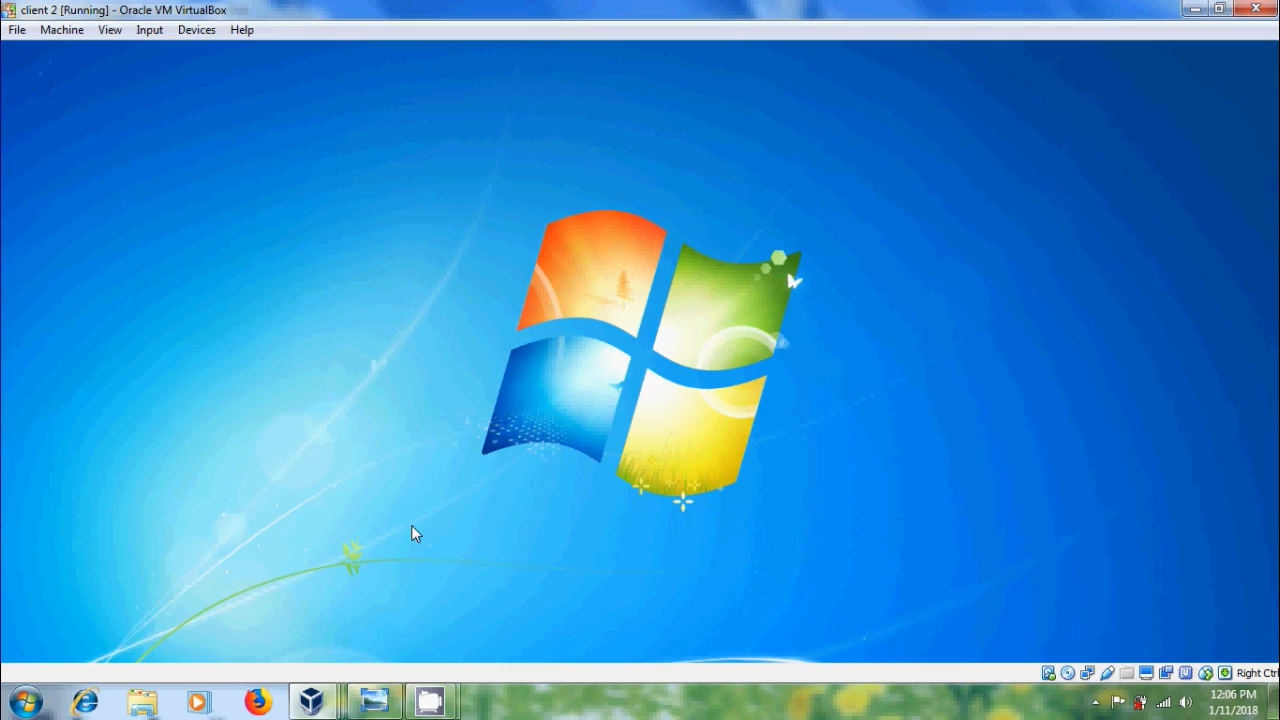 client 2 [Running] - Oracle VM VirtualBox
File Machine View Input Devices Help
Right Ctrl
12:06 PM
1/11/2018